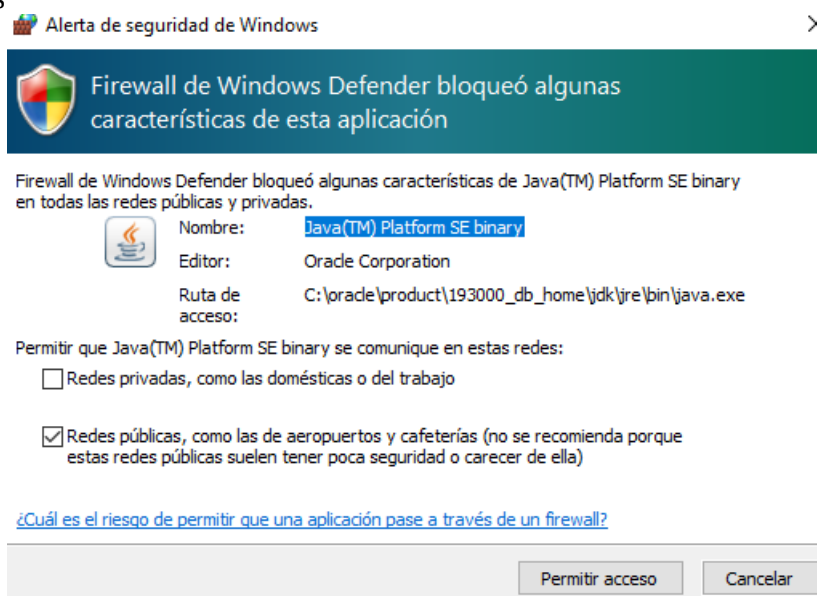 Alerta de seguridad de Windows
Firewall de Windows Defender bloqueó algunas
características de esta aplicación
Firewall de Windows Defender bloqueó algunas características de Java(TM) Platform SE binary
en todas las redes públicas y privadas.
Nombre: Java(TM) Platform SE binary
Editor: Oracle Corporation
Ruta de C:\oracle\product\193000_db_home\jdk\jre\bin\java.exe
acceso:
Permitir que Java(TM) Platform SE binary se comunique en estas redes:
Redes privadas, como las domésticas o del trabajo
Redes públicas, como las de aeropuertos y cafeterías (no se recomienda porque
estas redes públicas suelen tener poca seguridad o carecer de ella)
¿Cuál es el riesgo de permitir que una aplicación pase a través de un firewall?
Permitir acceso Cancelar